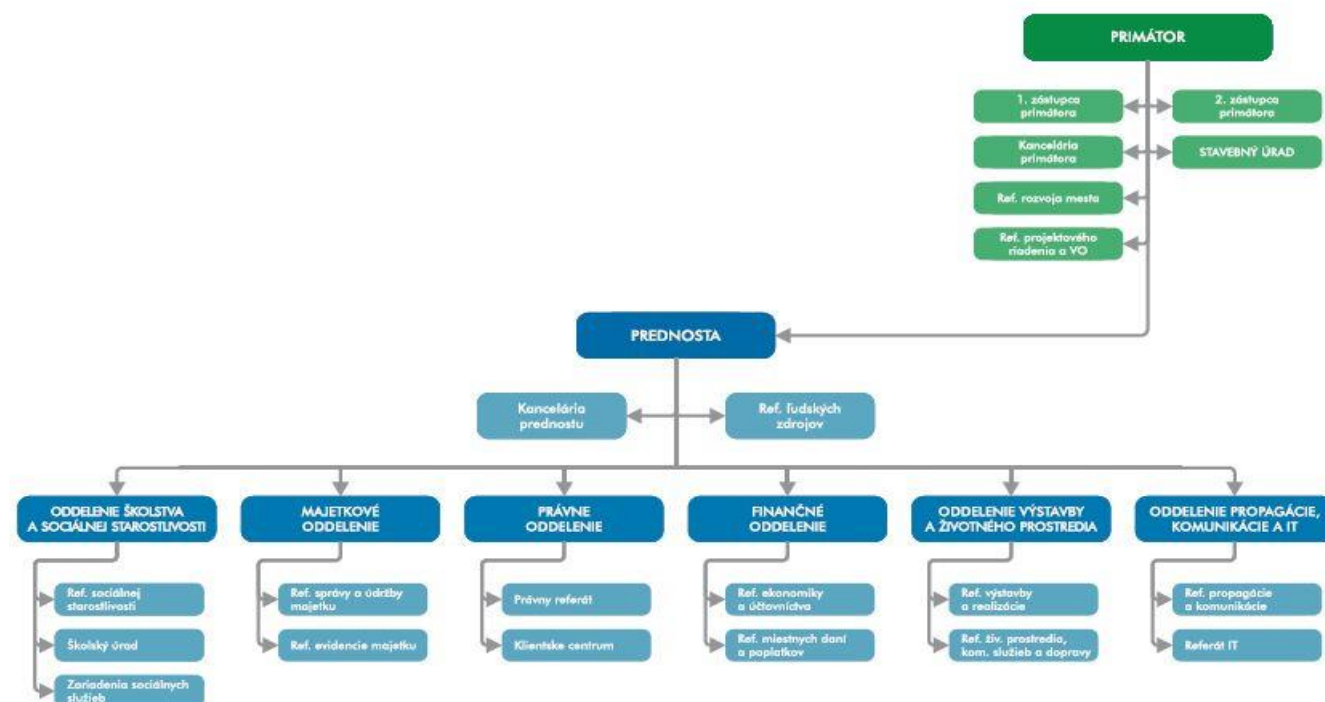 PRIMÁTOR
1. zástupca
primátora
2. zástupca
primátora
Kancelária
primátora
STAVEBNÝ ÚRAD
Ref. rozvoja mesta
Ref. projektového
riadenia a VO
PREDNOSTA
Kancelária
prednostu
Ref. ľudských
zdrojov
ODDELENIE ŠKOLSTVA
A SOCIÁLNEJ STAROSTLIVOSTI
Ref. sociálnej
starostlivosti
Školský úrad
Zariadenia sociálnych
služieb
MAJETKOVÉ
ODDELENIE
Ref. správy a údržby
majetku
Ref. evidencie majetku
PRÁVNE
ODDELENIE
Právny referát
Klientske centrum
FINANČNÉ
ODDELENIE
Ref. ekonomiky
a účtovníctva
Ref. miestnych daní
a poplatkov
ODDELENIE VÝSTAVBY
A ŽIVOTNÉHO PROSTREDIA
Ref. výstavby
a realizácie
Ref. živ. prostredia,
kom. služieb a dopravy
ODDELENIE PROPAGÁCIE,
KOMUNIKÁCIE A IT
Ref. propagácie
a komunikácie
Referát IT